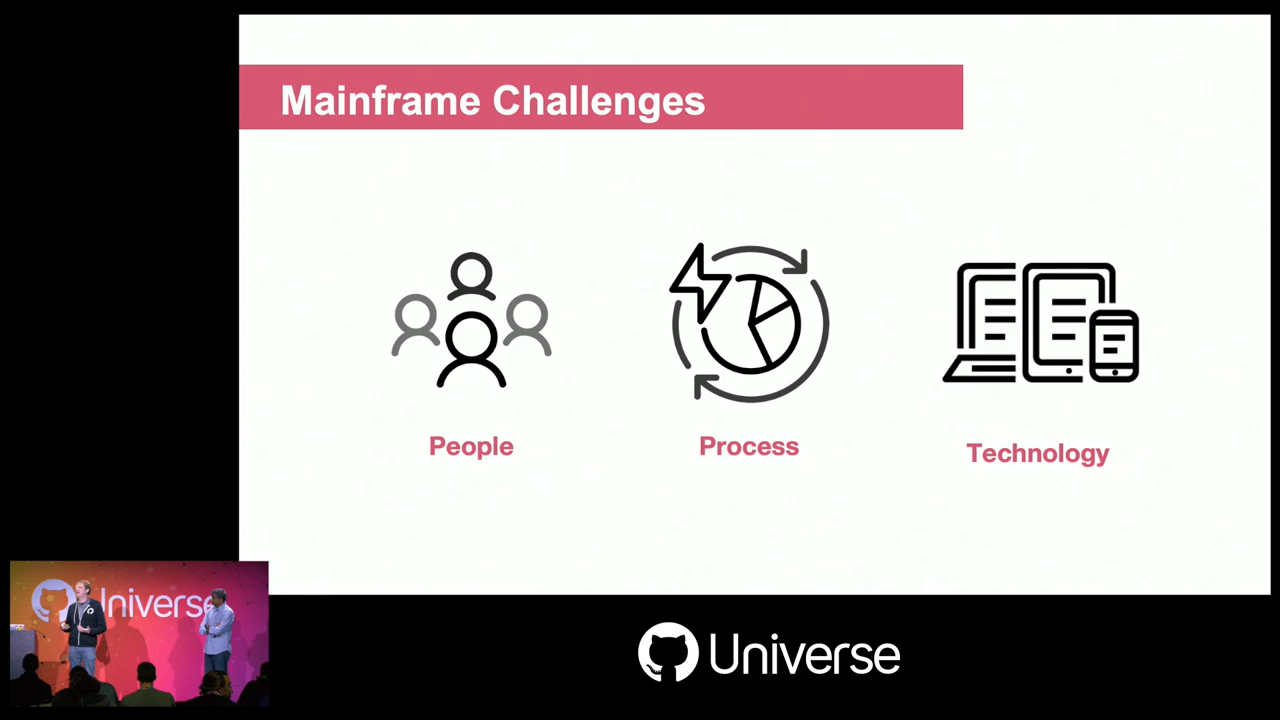 Mainframe Challenges
People
Process
Technology
Universe
Universe